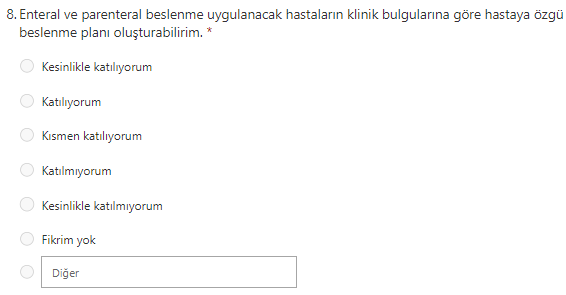 8. Enteral ve parenteral beslenme uygulanacak hastaların klinik bulgularına göre hastaya özgü
beslenme planı oluşturabilirim. *
Kesinlikle katılıyorum
Katılıyorum
Kısmen katılıyorum
Katılmıyorum
Kesinlikle katılmıyorum
Fikrim yok
Diğer